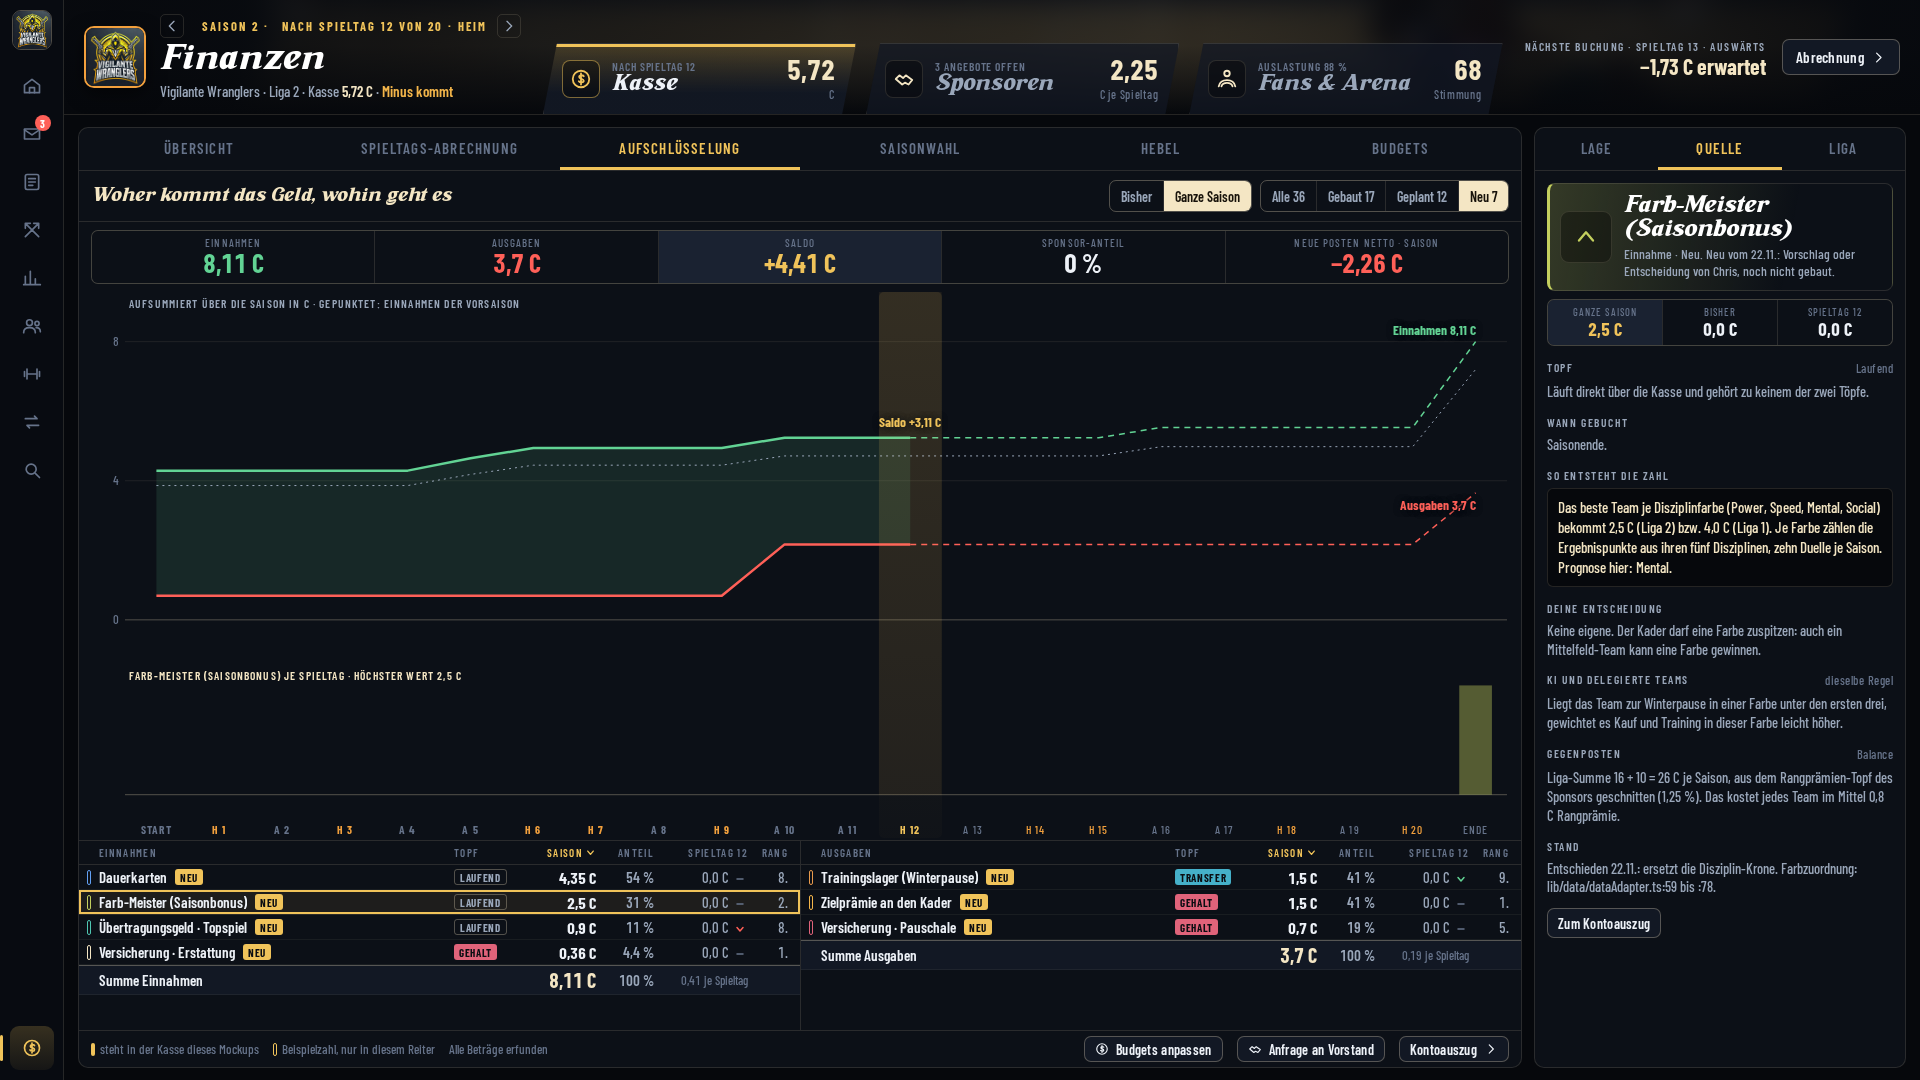 VIGILANTE WRANGLERS
SAISON 2 · NACH SPIELTAG 12 VON 20 · HEIM
Finanzen
Vigilante Wranglers · Liga 2 · Kasse 5,72 C · Minus kommt
NACH SPIELTAG 12
Kasse
5,72
C
3 ANGEBOTE OFFEN
Sponsoren
2,25
C je Spieltag
AUSLASTUNG 88 %
Fans & Arena
68
Stimmung
NÄCHSTE BUCHUNG · SPIELTAG 13 · AUSWÄRTS
−1,73 C erwartet
Abrechnung
3
ÜBERSICHT
SPIELTAGS-ABRECHNUNG
AUFSCHLÜSSELUNG
SAISONWAHL
HEBEL
BUDGETS
Woher kommt das Geld, wohin geht es
Bisher
Ganze Saison
Alle 36
Gebaut 17
Geplant 12
Neu 7
EINNAHMEN
8,11 C
AUSGABEN
3,7 C
SALDO
+4,41 C
SPONSOR-ANTEIL
0 %
NEUE POSTEN NETTO · SAISON
−2,26 C
AUFSUMMIERT ÜBER DIE SAISON IN C · GEPUNKTET: EINNAHMEN DER VORSAISON
8
4
0
Einnahmen 8,11 C
Saldo +3,11 C
Ausgaben 3,7 C
FARB-MEISTER (SAISONBONUS) JE SPIELTAG · HÖCHSTER WERT 2,5 C
START H 1 A 2 H 3 A 4 A 5 H 6 H 7 A 8 H 9 A 10 A 11 H 12 A 13 H 14 H 15 A 16 A 17 H 18 A 19 H 20 ENDE
EINNAHMEN TOPF SAISON ANTEIL SPIELTAG 12 RANG
Dauerkarten NEU LAUFEND 4,35 C 54 % 0,0 C – 8.
Farb-Meister (Saisonbonus) NEU LAUFEND 2,5 C 31 % 0,0 C – 2.
Übertragungsgeld · Topspiel NEU LAUFEND 0,9 C 11 % 0,0 C 8.
Versicherung · Erstattung NEU GEHALT 0,36 C 4,4 % 0,0 C – 1.
Summe Einnahmen 8,11 C 100 % 0,41 je Spieltag
AUSGABEN TOPF SAISON ANTEIL SPIELTAG 12 RANG
Trainingslager (Winterpause) NEU TRANSFER 1,5 C 41 % 0,0 C 9.
Zielprämie an den Kader NEU GEHALT 1,5 C 41 % 0,0 C – 1.
Versicherung · Pauschale NEU GEHALT 0,7 C 19 % 0,0 C – 5.
Summe Ausgaben 3,7 C 100 % 0,19 je Spieltag
steht in der Kasse dieses Mockups
Beispielzahl, nur in diesem Reiter
Alle Beträge erfunden
Budgets anpassen
Anfrage an Vorstand
Kontoauszug
LAGE
QUELLE
LIGA
Farb-Meister
(Saisonbonus)
Einnahme · Neu. Neu vom 22.11.: Vorschlag oder
Entscheidung von Chris, noch nicht gebaut.
GANZE SAISON
2,5 C
BISHER
0,0 C
SPIELTAG 12
0,0 C
TOPF
Laufend
Läuft direkt über die Kasse und gehört zu keinem der zwei Töpfe.
WANN GEBUCHT
Saisonende.
SO ENTSTEHT DIE ZAHL
Das beste Team je Disziplinfarbe (Power, Speed, Mental, Social)
bekommt 2,5 C (Liga 2) bzw. 4,0 C (Liga 1). Je Farbe zählen die
Ergebnispunkte aus ihren fünf Disziplinen, zehn Duelle je Saison.
Prognose hier: Mental.
DEINE ENTSCHEIDUNG
Keine eigene. Der Kader darf eine Farbe zuspitzen: auch ein
Mittelfeld-Team kann eine Farbe gewinnen.
KI UND DELEGIERTE TEAMS
dieselbe Regel
Liegt das Team zur Winterpause in einer Farbe unter den ersten drei,
gewichtet es Kauf und Training in dieser Farbe leicht höher.
GEGENPOSTEN
Balance
Liga-Summe 16 + 10 = 26 C je Saison, aus dem Rangprämien-Topf des
Sponsors geschnitten (1,25 %). Das kostet jedes Team im Mittel 0,8
C Rangprämie.
STAND
Entschieden 22.11.: ersetzt die Disziplin-Krone. Farbzuordnung:
lib/data/dataAdapter.ts:59 bis :78.
Zum Kontoauszug